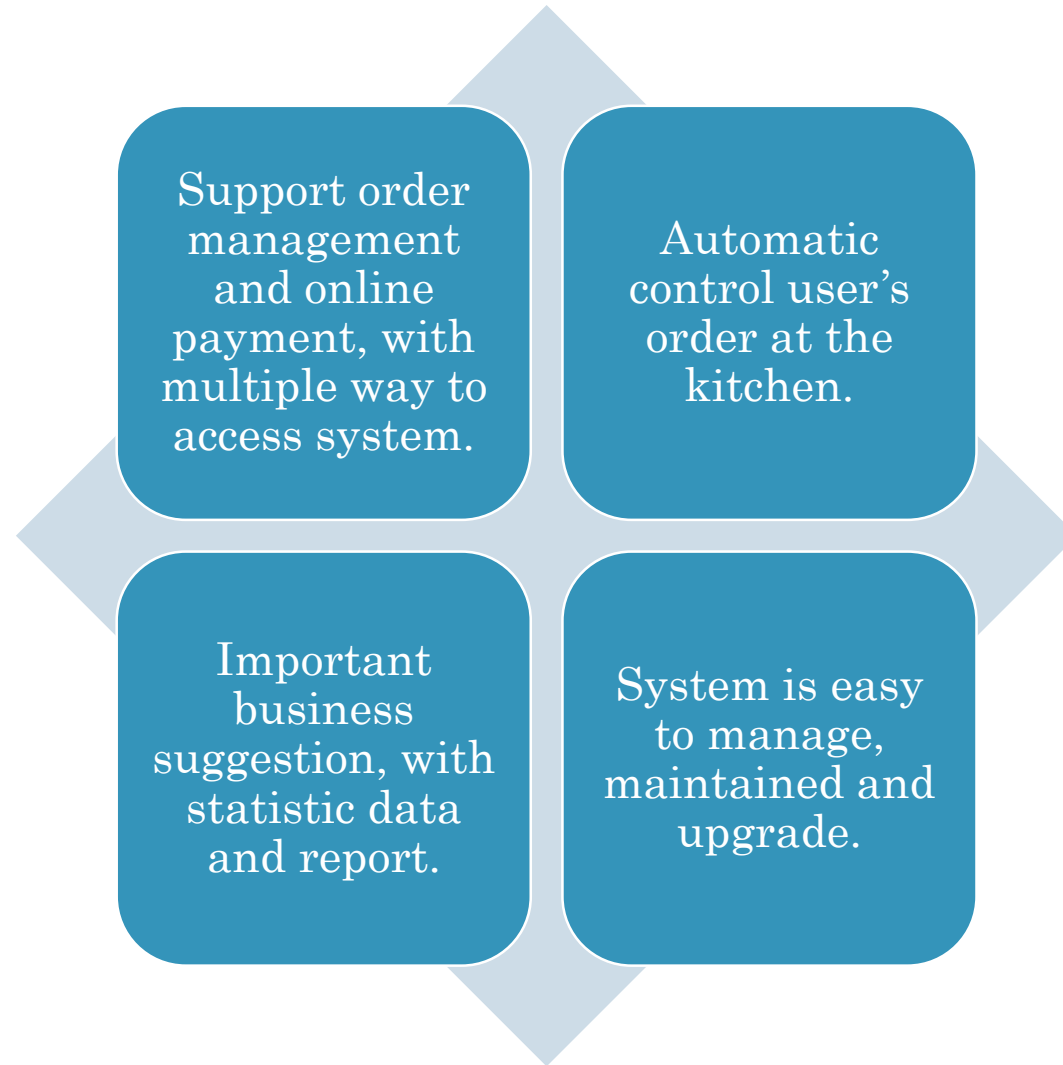 Support order
management
and online
payment, with
multiple way to
access system.
Automatic
control user’s
order at the
kitchen.
Important
business
suggestion, with
statistic data
and report.
System is easy
to manage,
maintained and
upgrade.